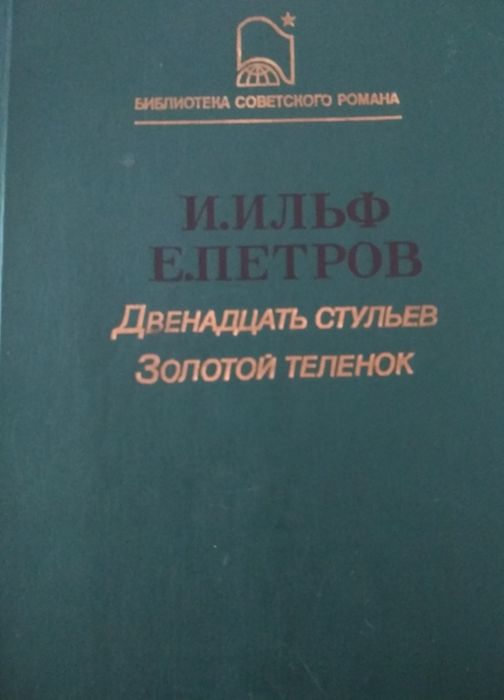 БИБЛИОТЕКА СОВЕТСКОГО РОМАНА
И.ИЛЬФ
Е.ПЕТРОВ
ДВЕНАДЦАТЬ СТУЛЬЕВ
ЗОЛОТОЙ ТЕЛЕНОК